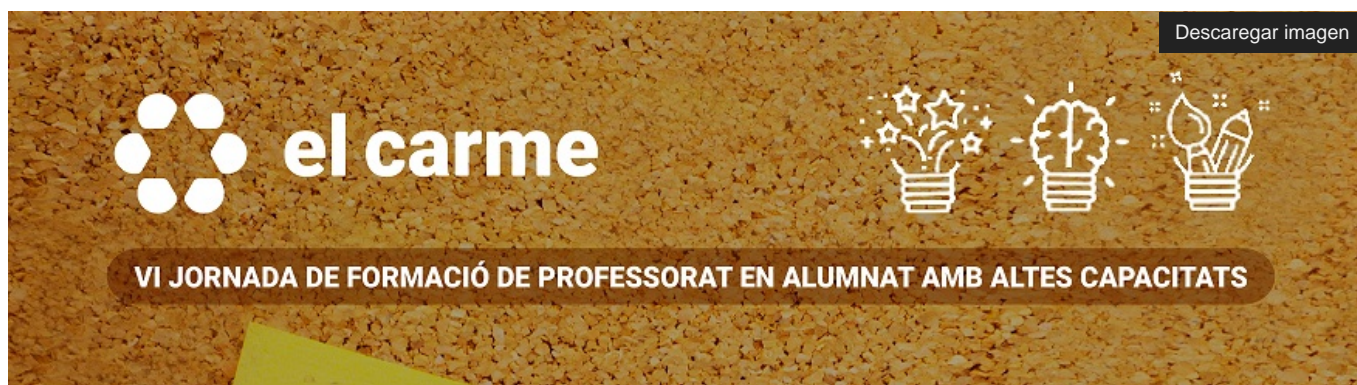 Descaregar imagen
el carme
VI JORNADA DE FORMACIÓ DE PROFESSORAT EN ALUMNAT AMB ALTES CAPACITATS